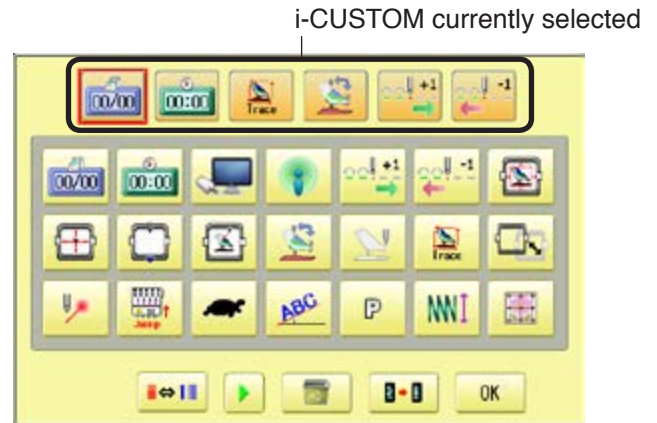 i-CUSTOM currently selected
00/00 00:00 Trace +1 -1
00/00 00:00 +1 -1
Trace
Jump ABC P
OK